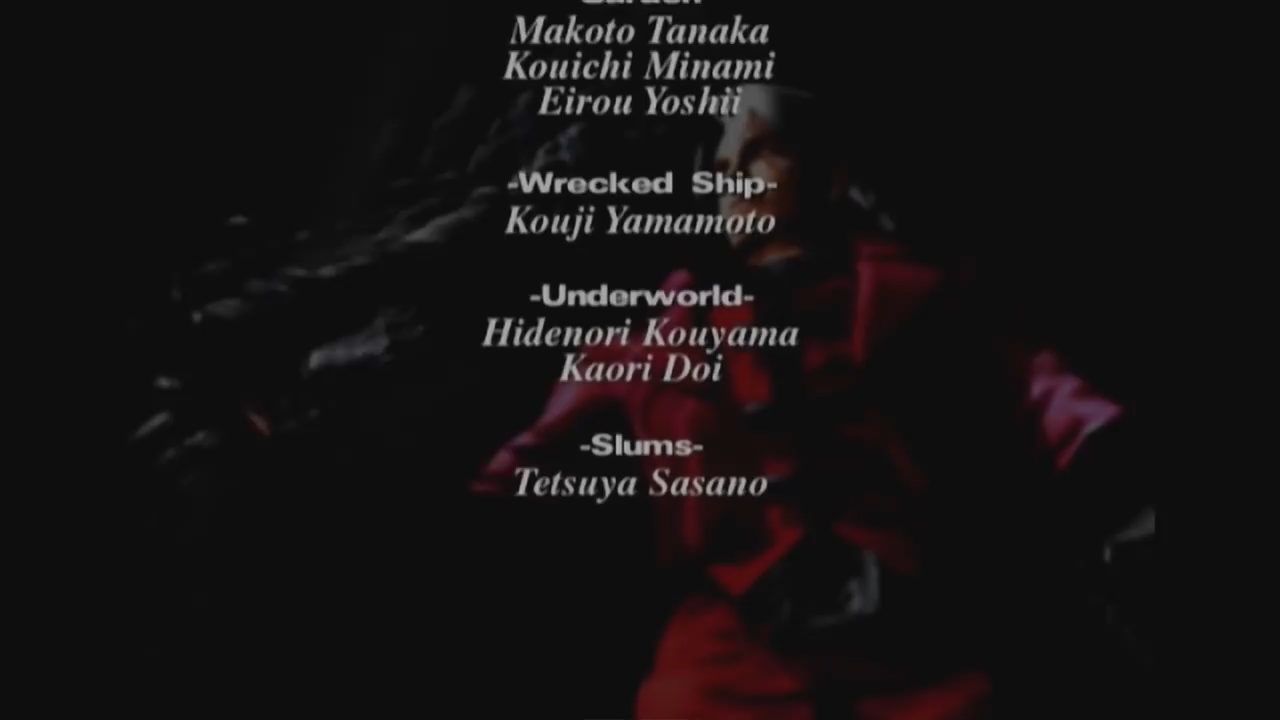 Makoto Tanaka
Kouichi Minami
Eirou Yoshii
-Wrecked Ship-
Kouji Yamamoto
-Underworld-
Hidenori Kouyama
Kaori Doi
-Slums-
Tetsuya Sasano